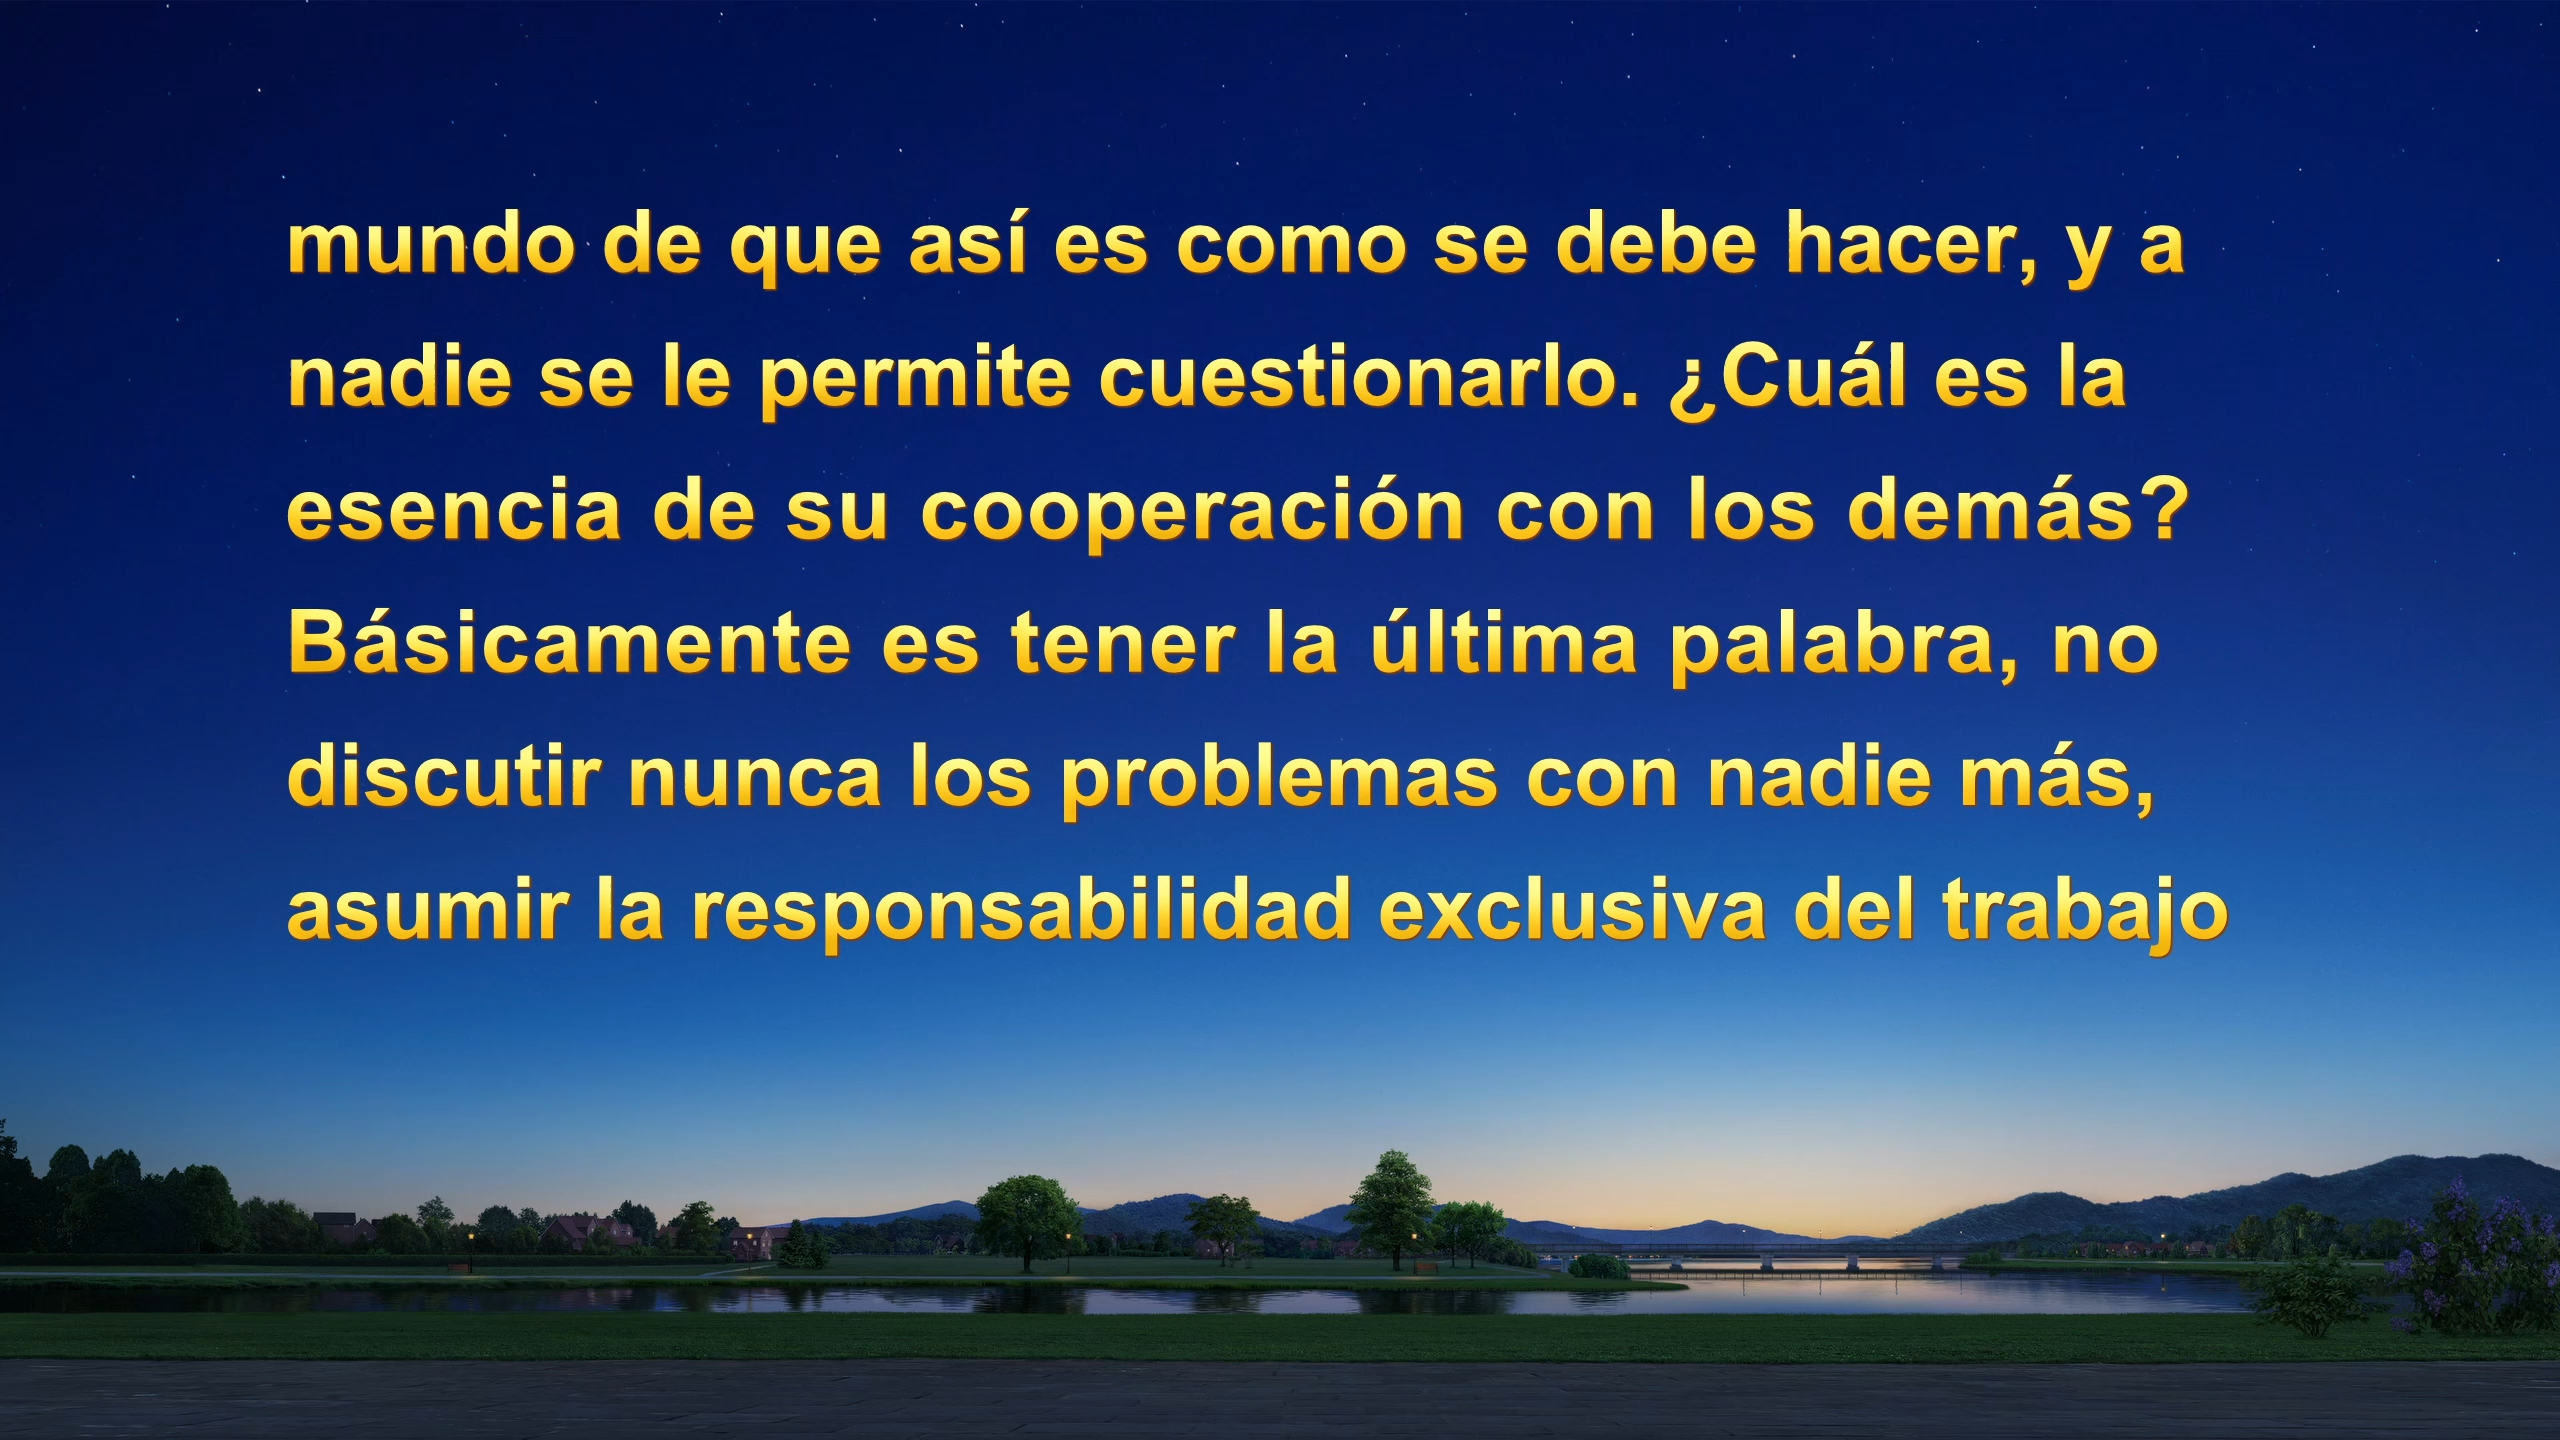 mundo de que así es como se debe hacer, y a
nadie se le permite cuestionarlo. ¿Cuál es la
esencia de su cooperación con los demás?
Básicamente es tener la última palabra, no
discutir nunca los problemas con nadie más,
asumir la responsabilidad exclusiva del trabajo